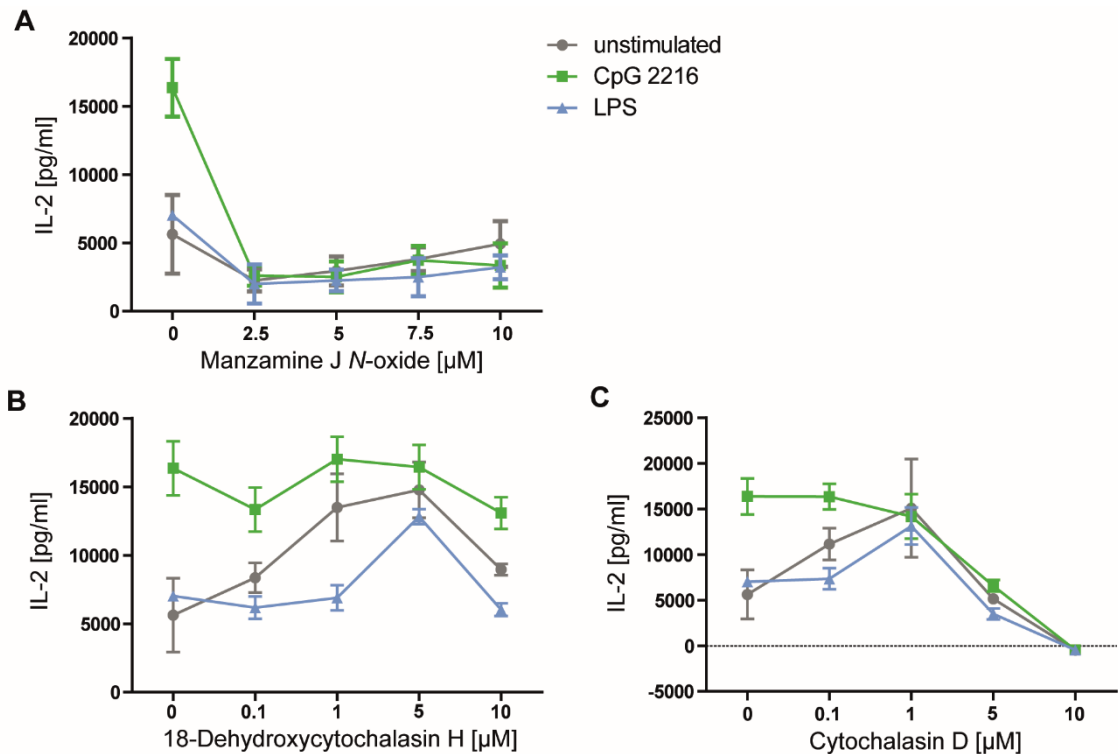 A
20000
15000
10000
5000
0
IL-2 [pg/ml]
0 2.5 5 7.5 10
Manzamine J N-oxide [µM]
unstimulated
CpG 2216
LPS
B
20000
15000
10000
5000
0
IL-2 [pg/ml]
0 0.1 1 5 10
18-Dehydroxycytochalasin H [µM]
C
25000
20000
15000
10000
5000
0
-5000
IL-2 [pg/ml]
0 0.1 1 5 10
Cytochalasin D [µM]